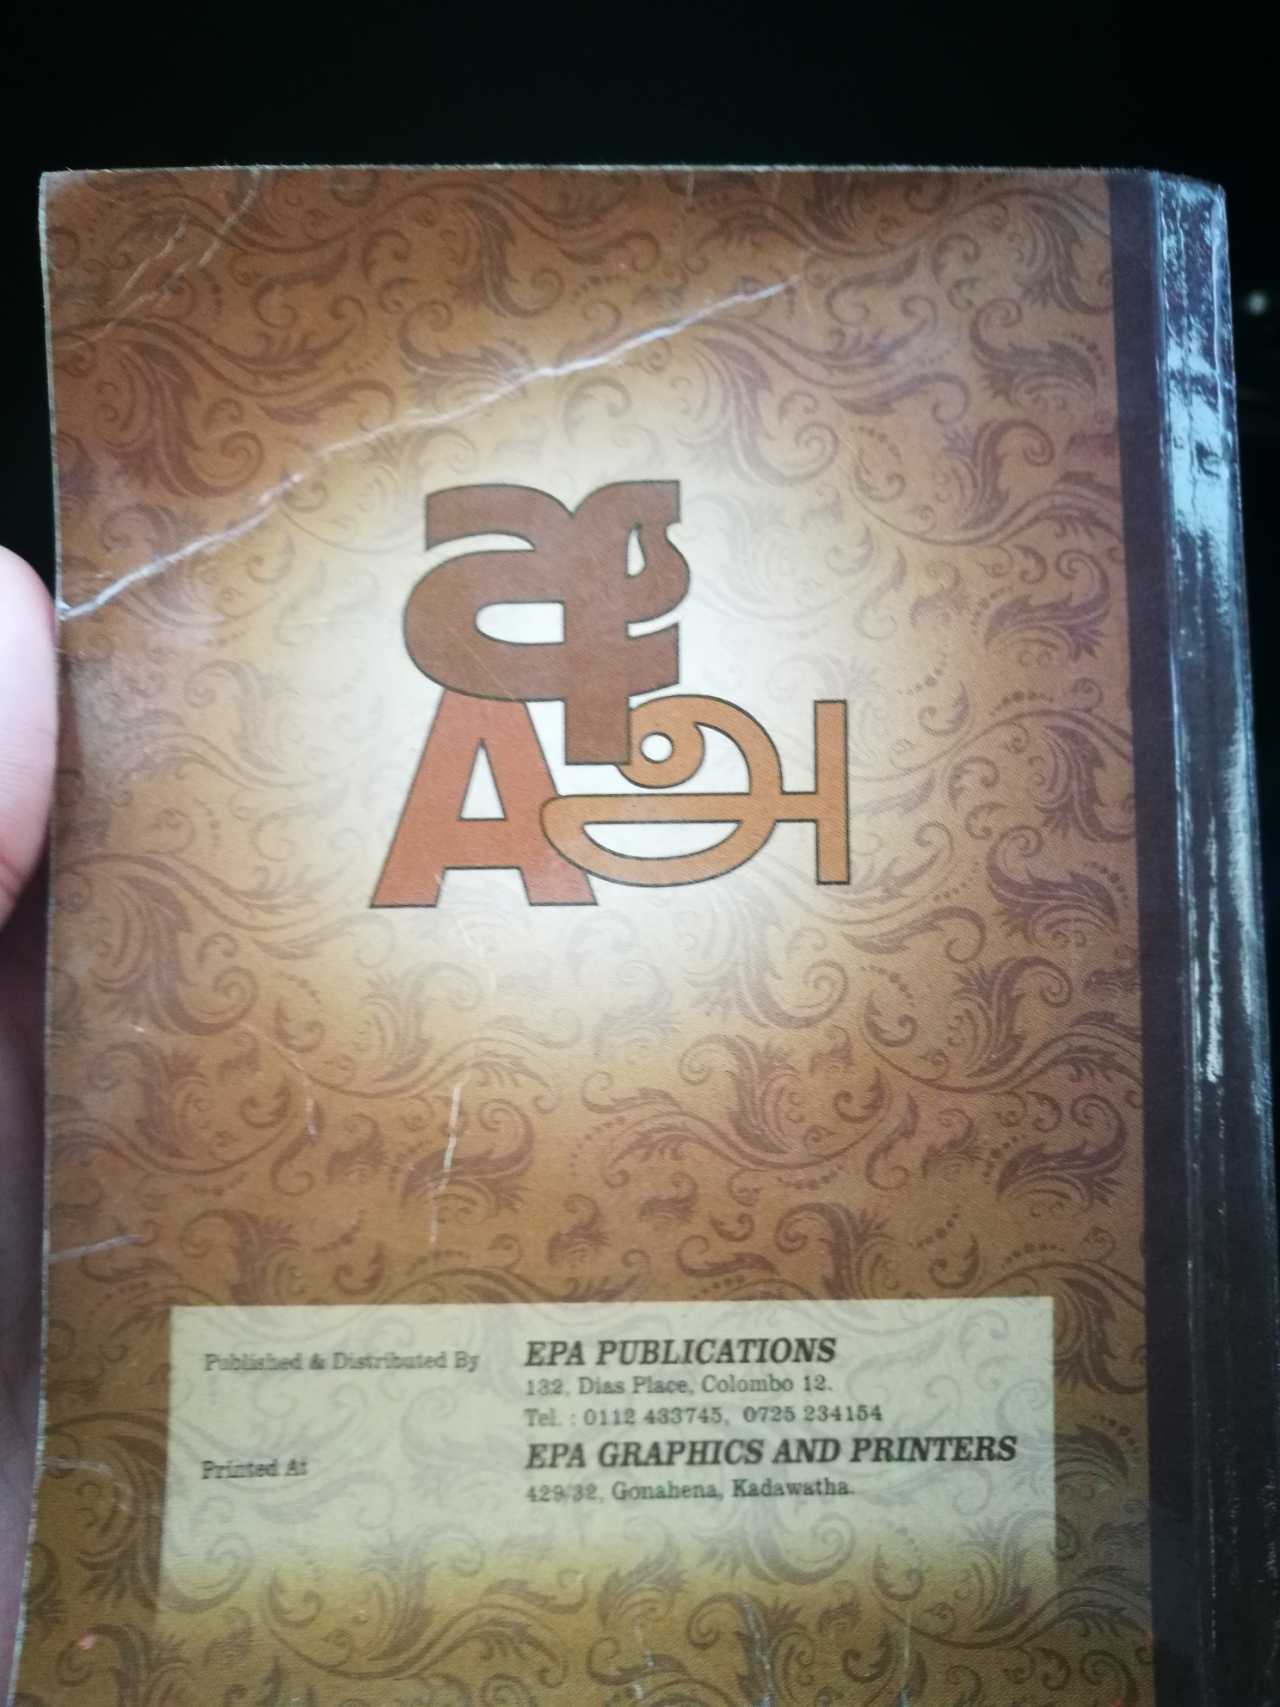 අ
A அ
Published & Distributed By EPA PUBLICATIONS
132, Dias Place, Colombo 12.
Tel. : 0112 433745, 0725 234154
Printed At EPA GRAPHICS AND PRINTERS
429/32, Gonahena, Kadawatha.